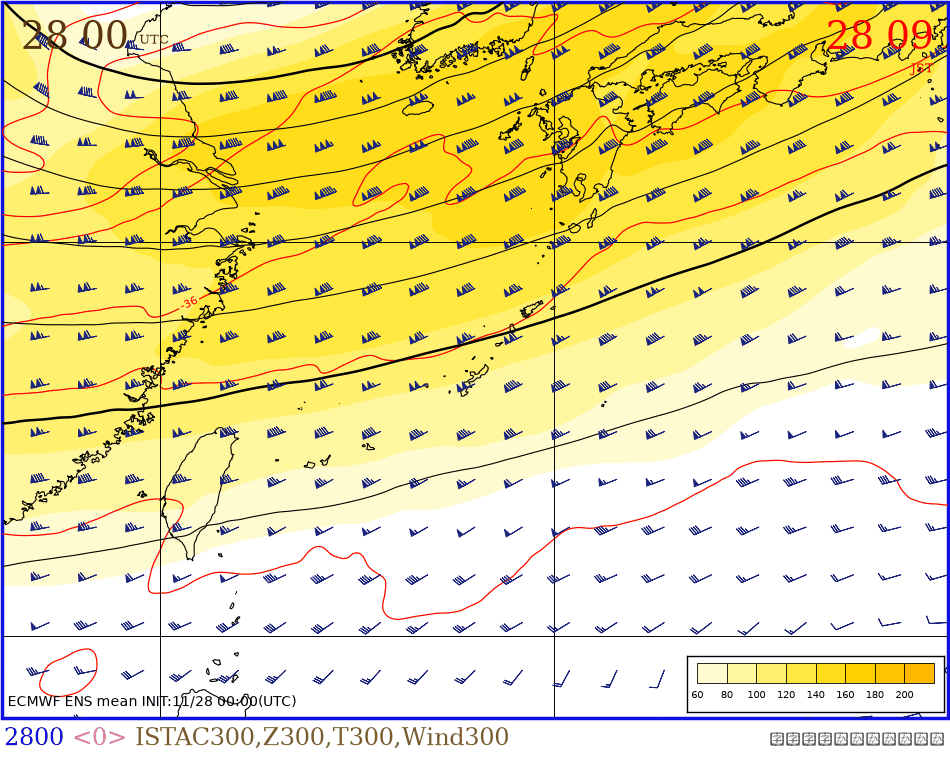 28 00 UTC
28 09
JST
-36
60 80 100 120 140 160 180 200
ECMWF ENS mean INIT:11/28 00:00(UTC)
2800 <0> ISTAC300,Z300,T300,Wind300